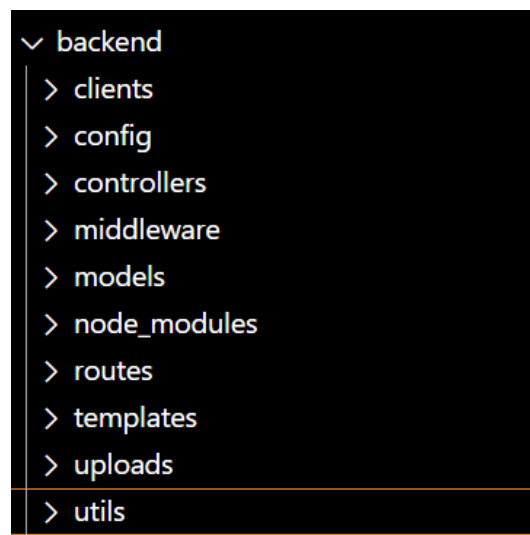 backend
clients
config
controllers
middleware
models
node_modules
routes
templates
uploads
utils